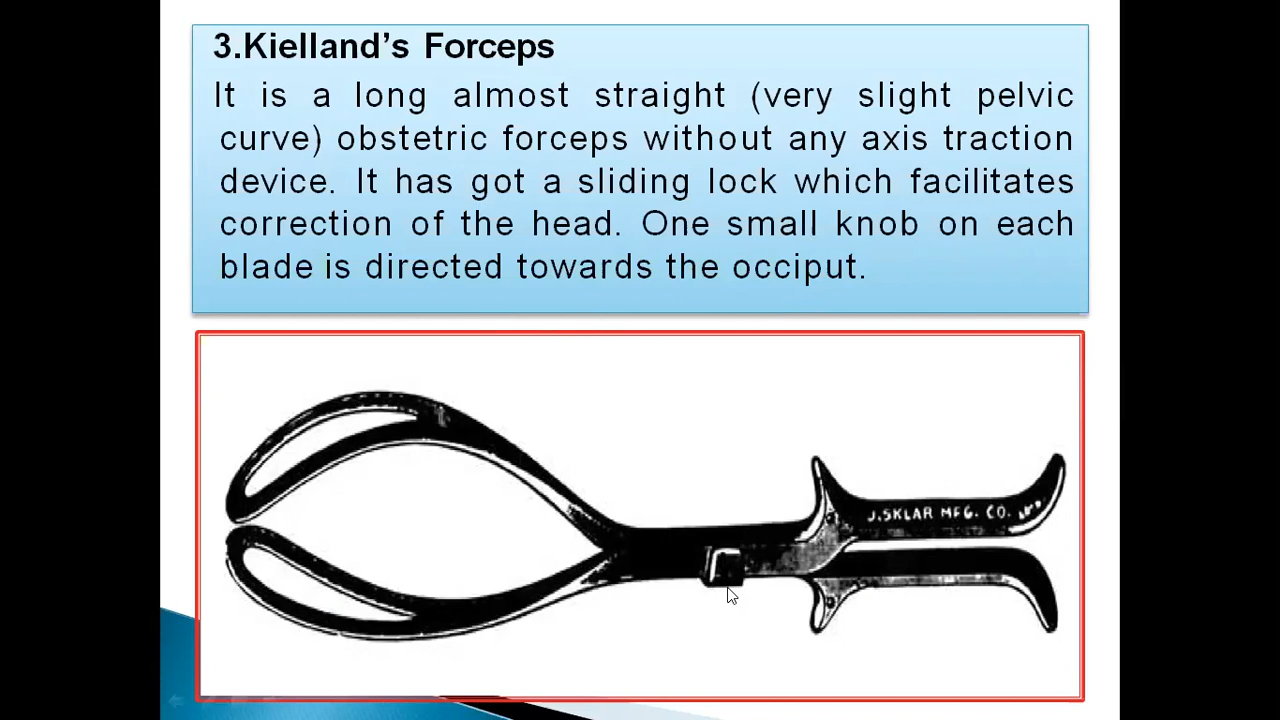 3.Kielland’s Forceps
It is a long almost straight (very slight pelvic
curve) obstetric forceps without any axis traction
device. It has got a sliding lock which facilitates
correction of the head. One small knob on each
blade is directed towards the occiput.
J.SKLAR MFG. CO.